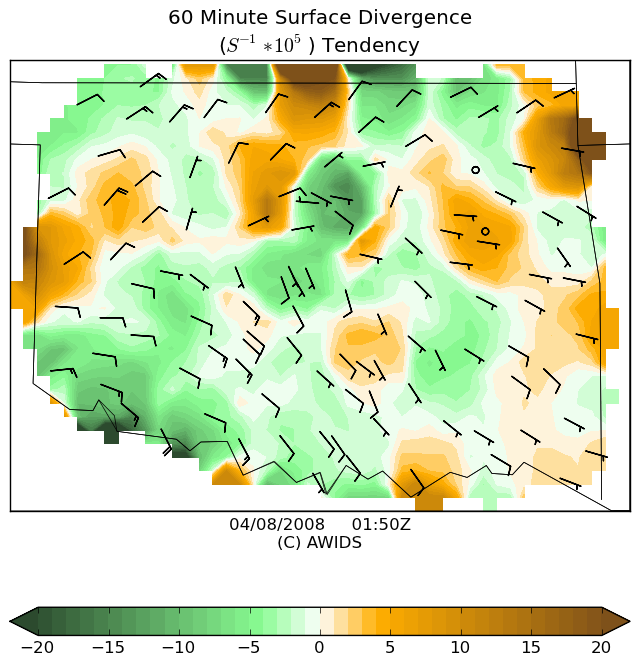 60 Minute Surface Divergence
(S⁻¹ * 10⁵ ) Tendency
04/08/2008 01:50Z
(C) AWIDS
−20 −15 −10 −5 0 5 10 15 20